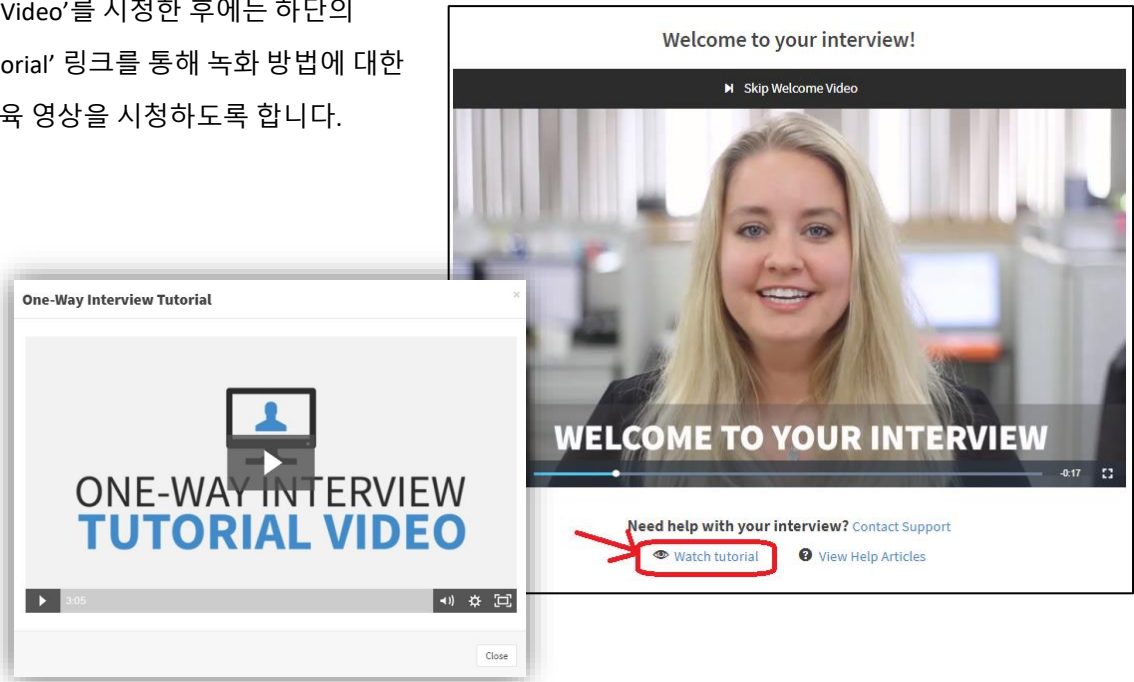 Video’를 시청한 후에는 하단의
orial’ 링크를 통해 녹화 방법에 대한
육 영상을 시청하도록 합니다.
Welcome to your interview!
Skip Welcome Video
WELCOME TO YOUR INTERVIEW
-0:17
Need help with your interview? Contact Support
Watch tutorial View Help Articles
One-Way Interview Tutorial
×
ONE-WAY INTERVIEW
TUTORIAL VIDEO
3:05
Close